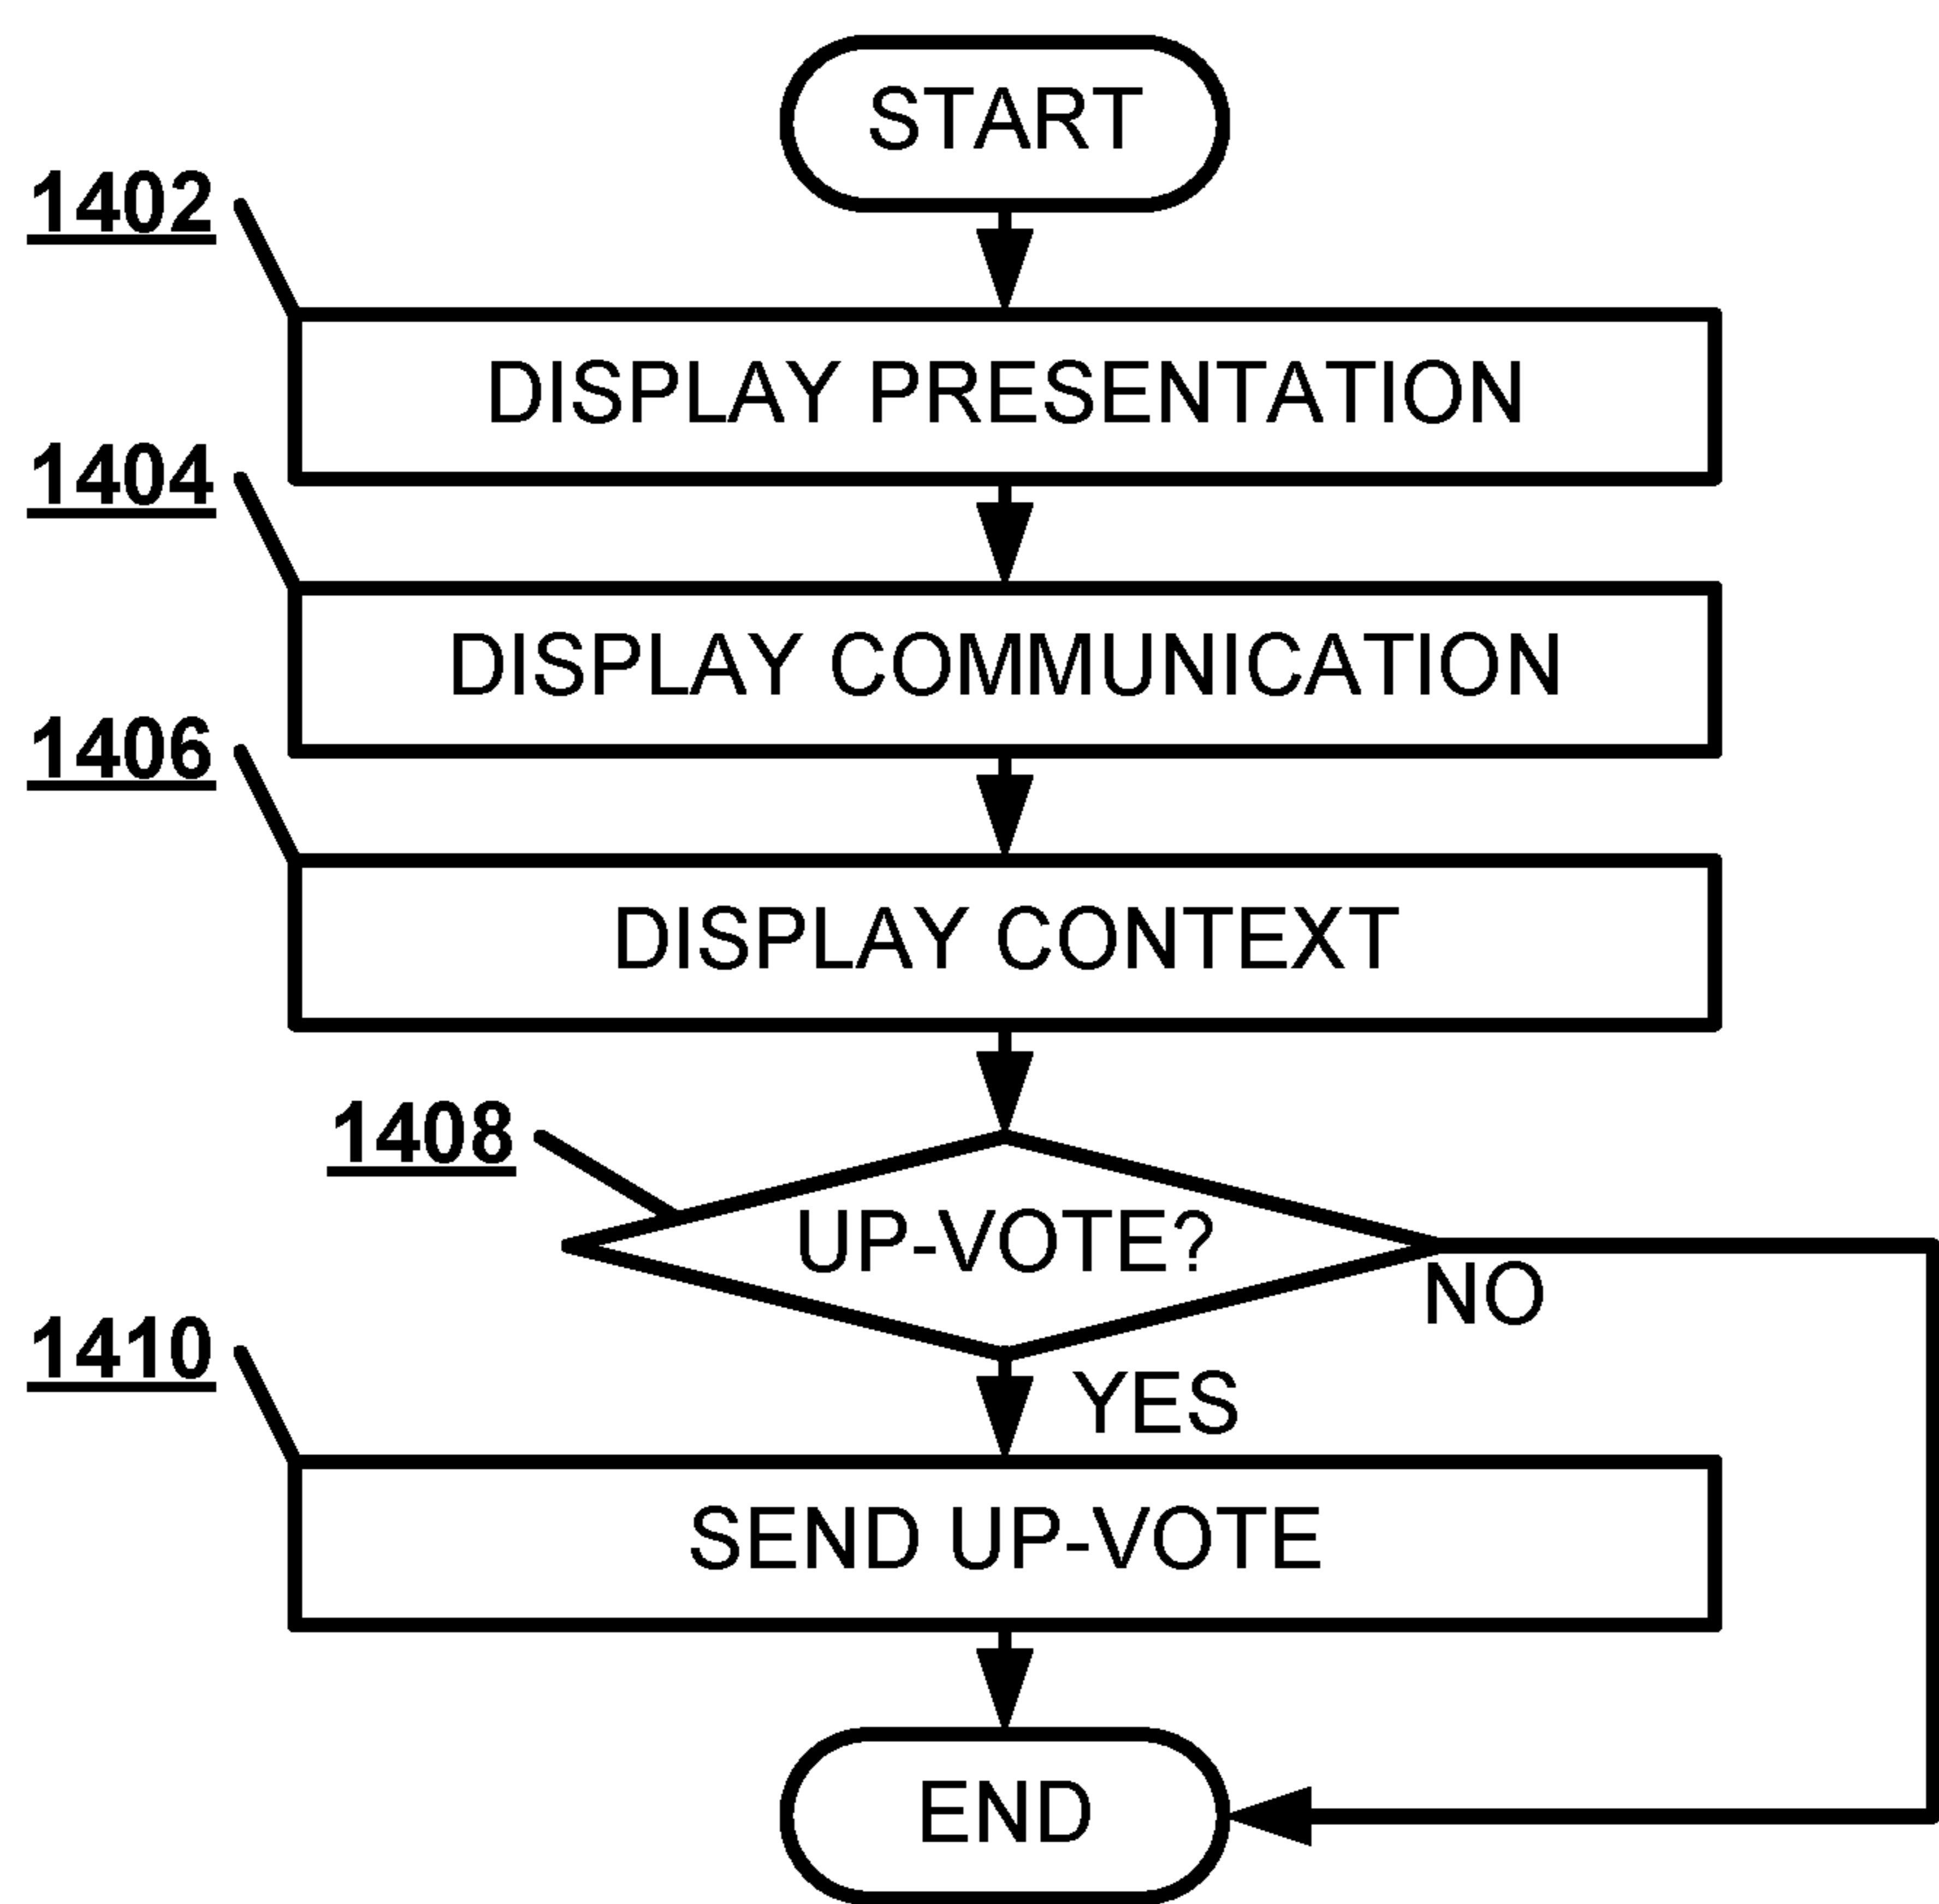 START
1402
DISPLAY PRESENTATION
1404
DISPLAY COMMUNICATION
1406
DISPLAY CONTEXT
1408
UP-VOTE?
NO
YES
1410
SEND UP-VOTE
END